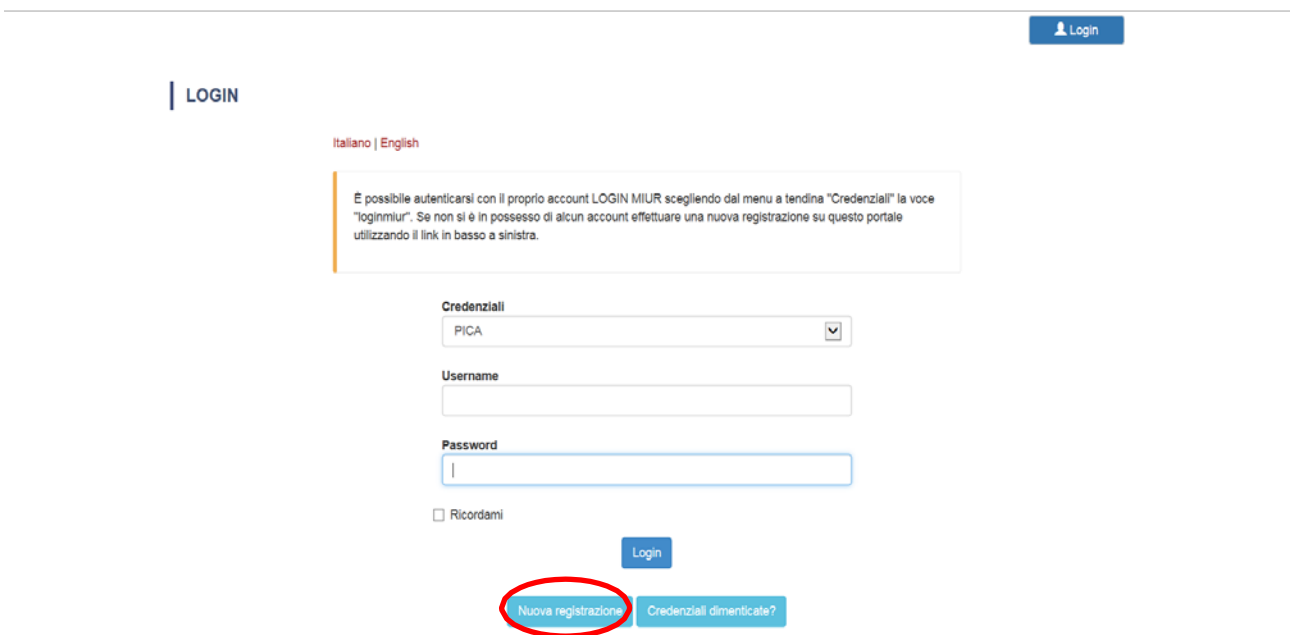 Login
LOGIN
Italiano | English
È possibile autenticarsi con il proprio account LOGIN MIUR scegliendo dal menu a tendina "Credenziali" la voce
"loginmiur". Se non si è in possesso di alcun account effettuare una nuova registrazione su questo portale
utilizzando il link in basso a sinistra.
Credenziali
PICA
Username
Password
Ricordami
Login
Nuova registrazione Credenziali dimenticate?